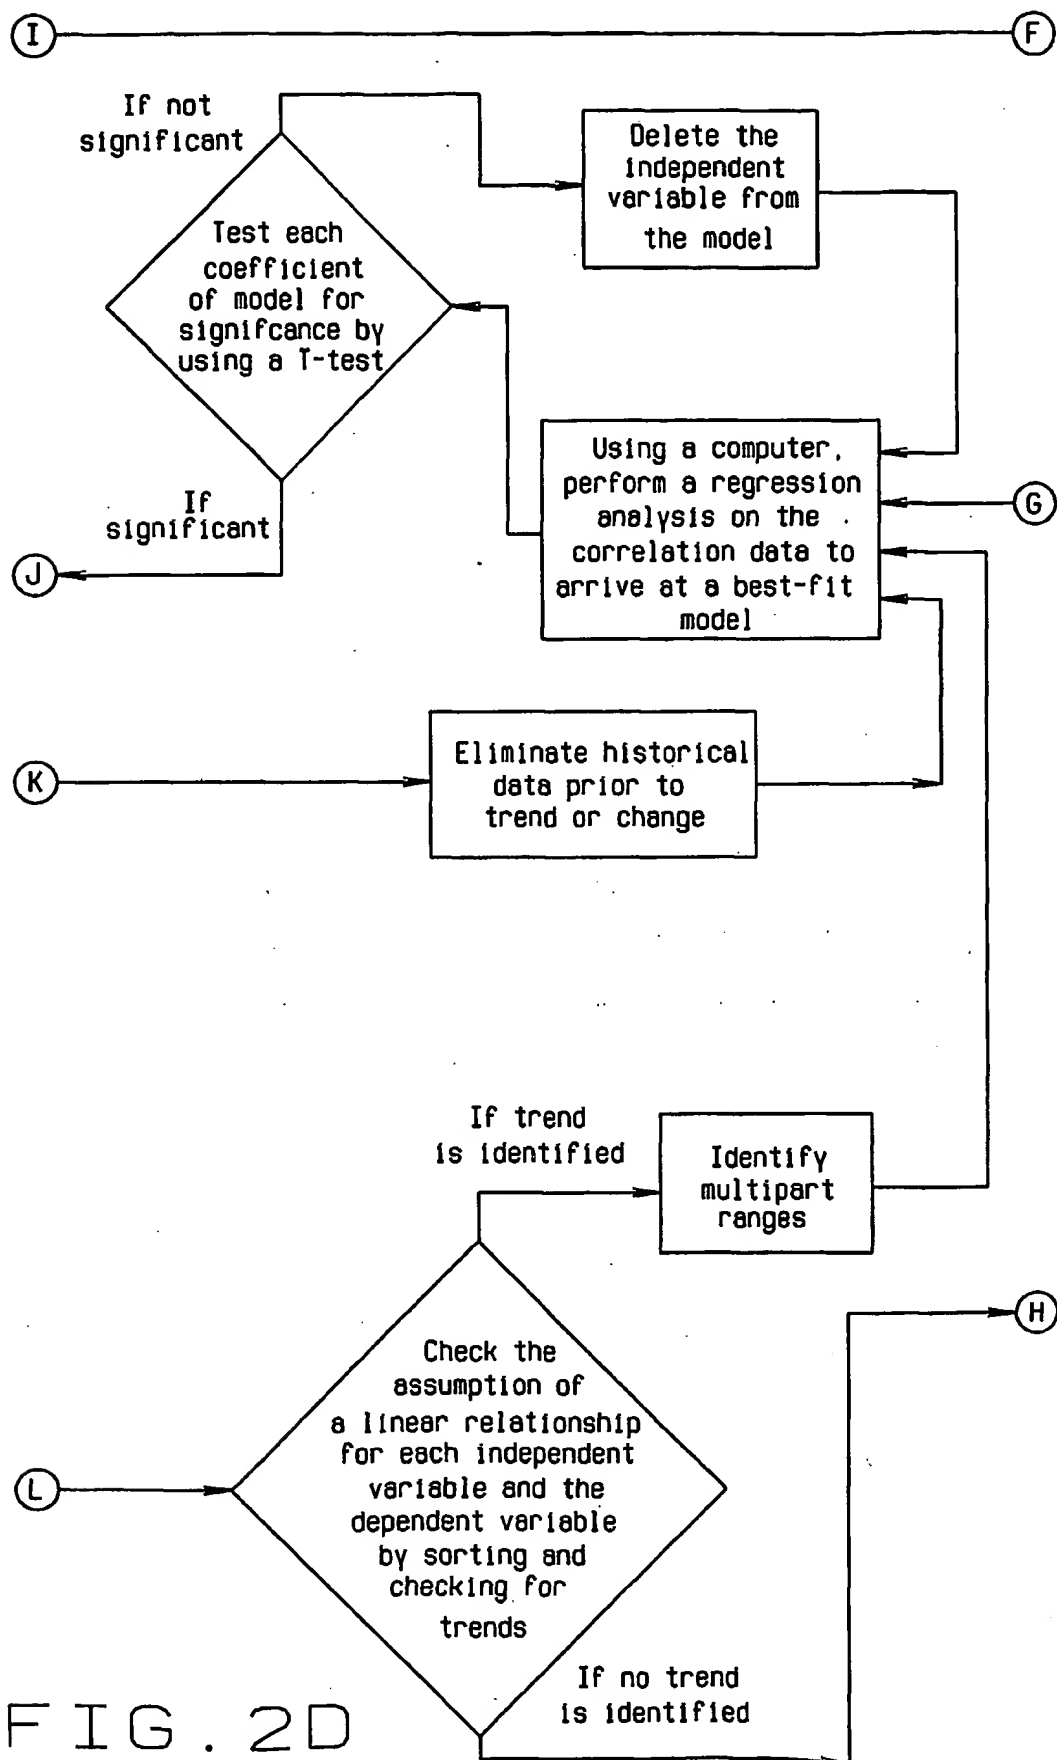 I
F
If not
significant
Delete the
independent
variable from
the model
Test each
coefficient
of model for
signifcance by
using a T-test
Using a computer,
perform a regression
analysis on the
correlation data to
arrive at a best-fit
model
G
If
significant
J
K
Eliminate historical
data prior to
trend or change
If trend
is identified
Identify
multipart
ranges
H
Check the
assumption of
a linear relationship
for each independent
variable and the
dependent variable
by sorting and
checking for
trends
L
If no trend
is identified
FIG. 2D